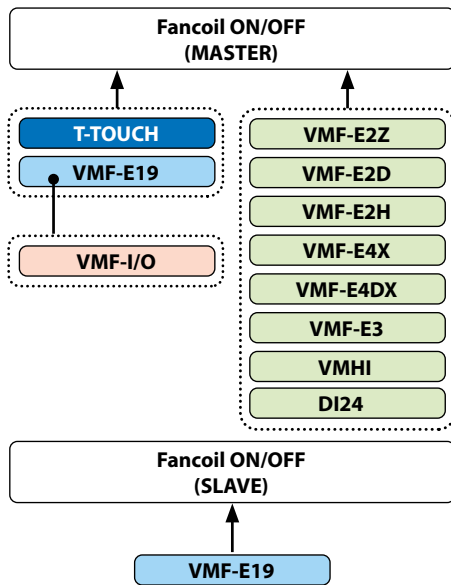 Fancoil ON/OFF
(MASTER)
T-TOUCH
VMF-E19
VMF-I/O
VMF-E2Z
VMF-E2D
VMF-E2H
VMF-E4X
VMF-E4DX
VMF-E3
VMHI
DI24
Fancoil ON/OFF
(SLAVE)
VMF-E19